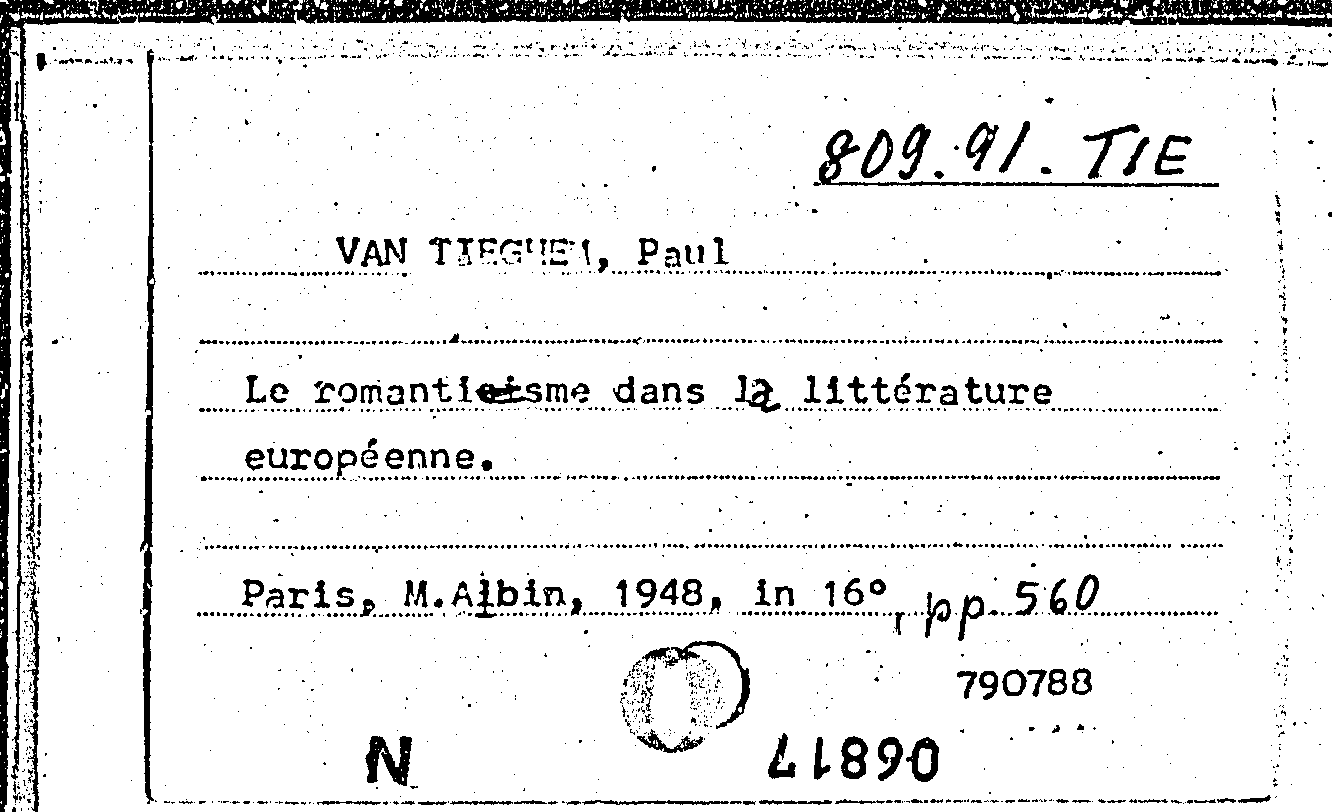 809.91. TIE
VAN TIEGHEM, Paul
Le romantisme dans la littérature
européenne.
Paris, M.Albin, 1948, in 16°, pp. 560
790788
N 06817